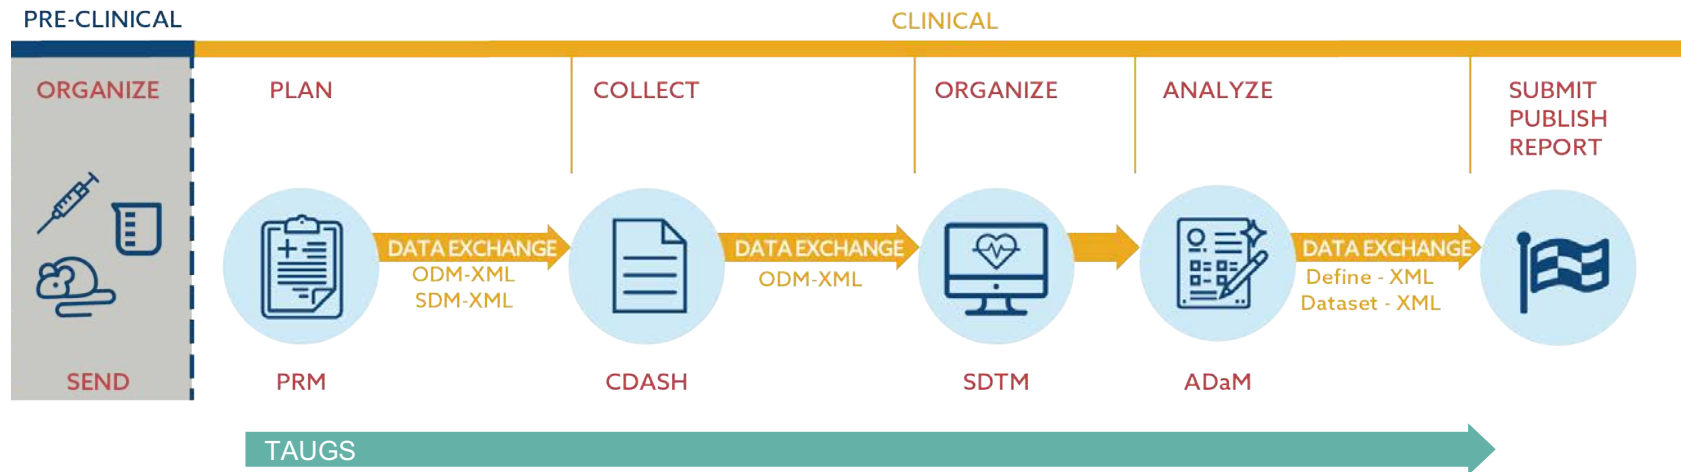 PRE-CLINICAL
CLINICAL
ORGANIZE
PLAN
COLLECT
ORGANIZE
ANALYZE
SUBMIT
PUBLISH
REPORT
DATA EXCHANGE
ODM-XML
SDM-XML
DATA EXCHANGE
ODM-XML
DATA EXCHANGE
Define - XML
Dataset - XML
SEND
PRM
CDASH
SDTM
ADaM
TAUGS